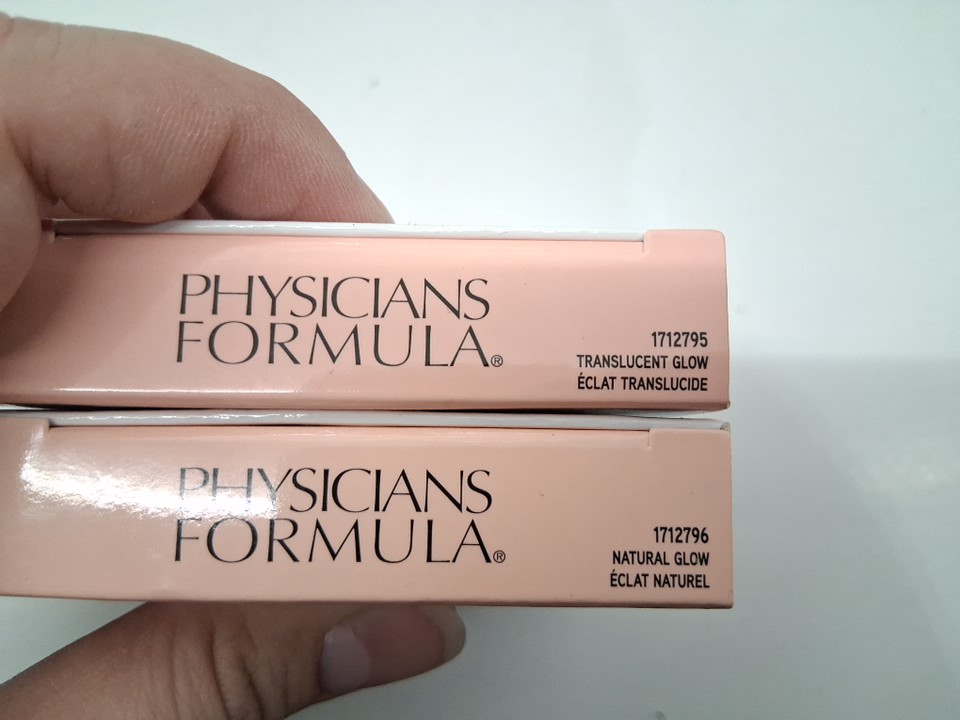 PHYSICIANS
FORMULA®
1712795
TRANSLUCENT GLOW
ÉCLAT TRANSLUCIDE
PHYSICIANS
FORMULA®
1712796
NATURAL GLOW
ÉCLAT NATUREL